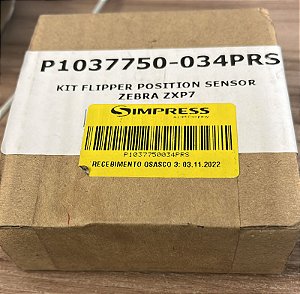 P1037750-034PRS
KIT FLIPPER POSITION SENSOR
ZEBRA ZXP7
SIMPRESS
P1037750034PRS
RECEBIMENTO OSASCO 3: 03.11.2022